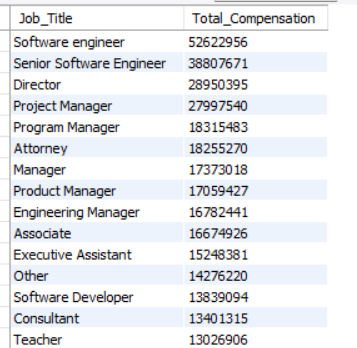 Job_Title Total_Compensation
Software engineer 52622956
Senior Software Engineer 38807671
Director 28950395
Project Manager 27997540
Program Manager 18315483
Attorney 18255270
Manager 17373018
Product Manager 17059427
Engineering Manager 16782441
Associate 16674926
Executive Assistant 15248381
Other 14276220
Software Developer 13839094
Consultant 13401315
Teacher 13026906